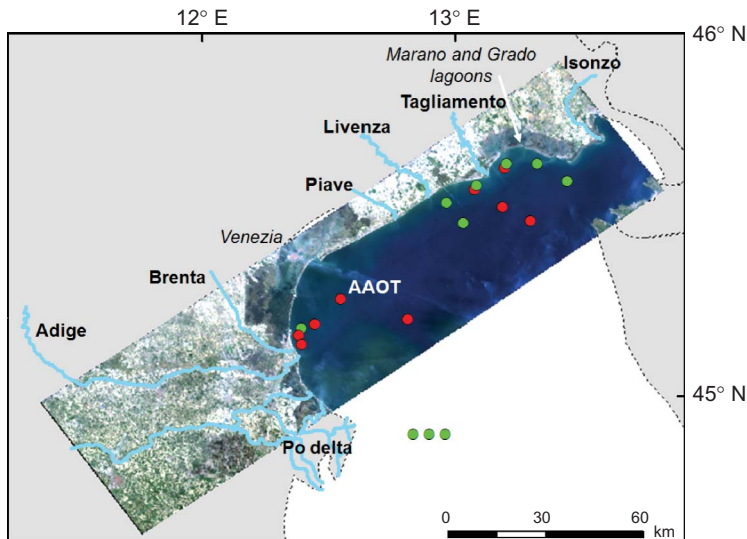 12° E
13° E
46° N
Marano and Grado
lagoons
Isonzo
Tagliamento
Livenza
Piave
Venezia
Brenta
AAOT
Adige
45° N
Po delta
0
30
60
km